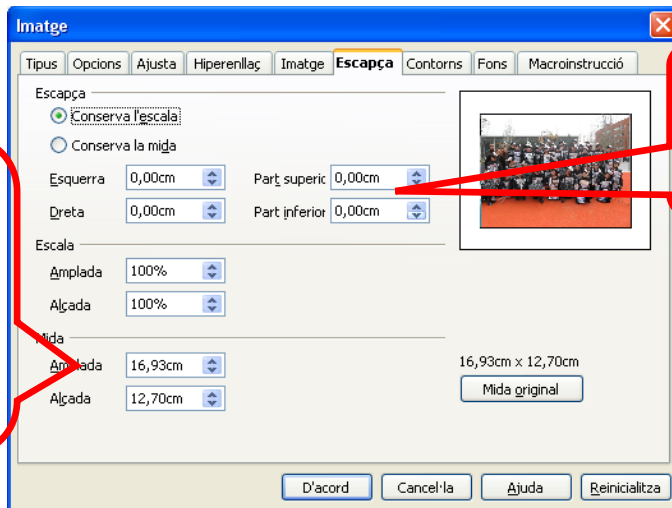 Imatge
Tipus Opcions Ajusta Hiperenllaç Imatge Escapça Contorns Fons Macroinstrucció
Escapça
Conserva l'escala
Conserva la mida
Esquerra 0,00cm Part superic 0,00cm
Dreta 0,00cm Part inferior 0,00cm
Escala
Amplada 100%
Alçada 100%
Mida
Amplada 16,93cm 16,93cm x 12,70cm
Alçada 12,70cm Mida original
D'acord Cancel·la Ajuda Reinicialitza